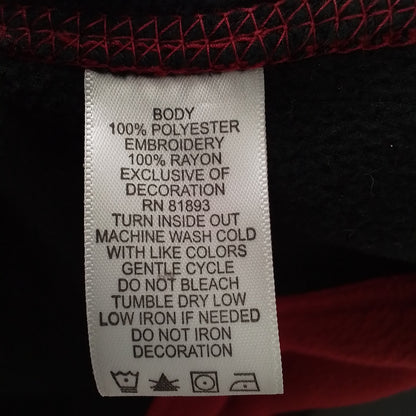 BODY
100% POLYESTER
EMBROIDERY
100% RAYON
EXCLUSIVE OF
DECORATION
RN 81893
TURN INSIDE OUT
MACHINE WASH COLD
WITH LIKE COLORS
GENTLE CYCLE
DO NOT BLEACH
TUMBLE DRY LOW
LOW IRON IF NEEDED
DO NOT IRON
DECORATION